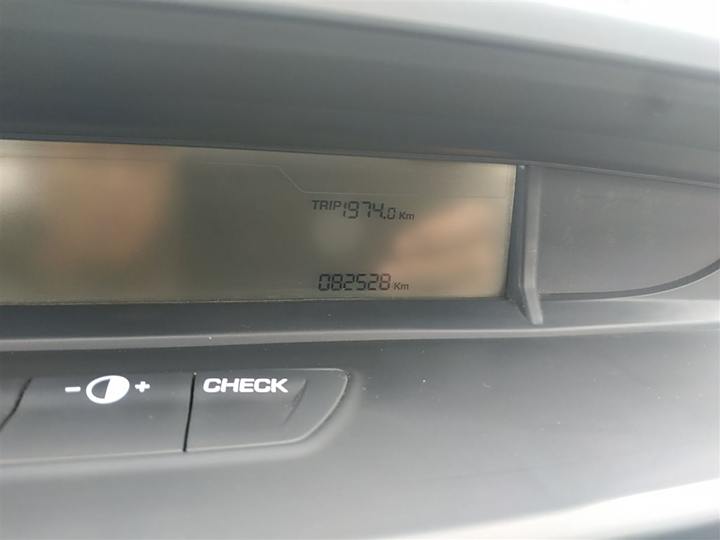 TRIP 1974.0 Km
082528 Km
- + CHECK